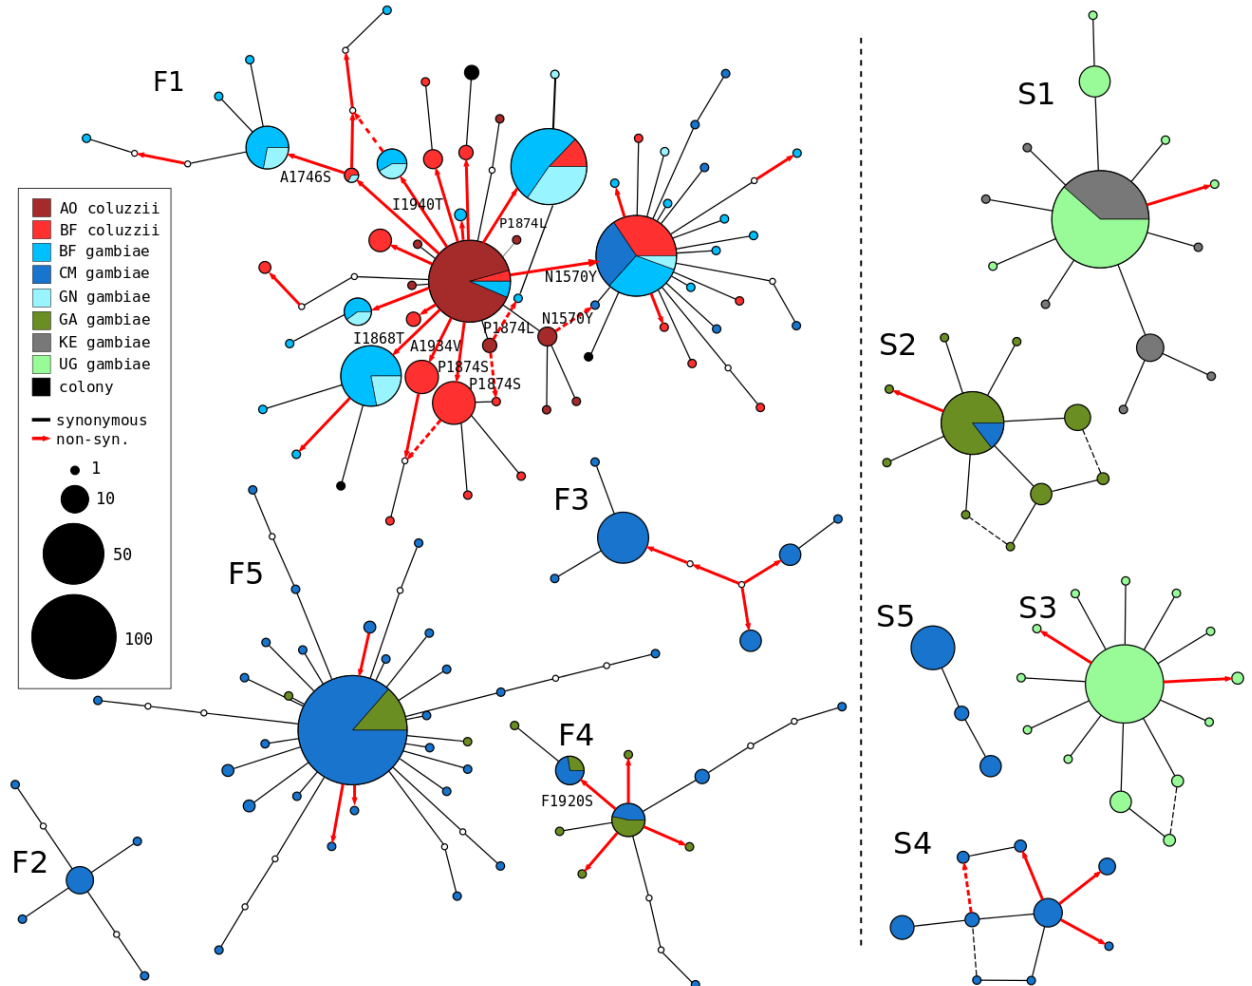 F1
A1746S
I1940T
P1874L
N1570Y
P1874L
N1570Y
I1868T
A1934V
P1874S
P1874S
AO coluzzii
BF coluzzii
BF gambiae
CM gambiae
GN gambiae
GA gambiae
KE gambiae
UG gambiae
colony
synonymous
non-syn.
1
10
50
100
F5
F3
F4
F1920S
F2
S1
S2
S5
S3
S4